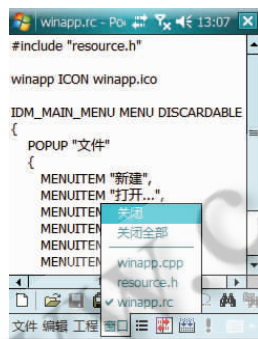 winapp.rc - Po 13:07
#include "resource.h"
winapp ICON winapp.ico
IDM_MAIN_MENU MENU DISCARDABLE
{
POPUP "文件"
{
MENUITEM "新建",
MENUITEM "打开...",
MENUITEM
MENUITEM
MENUITEM
MENUITEM
关闭
关闭全部
winapp.cpp
resource.h
winapp.rc
文件 编辑 工程 窗口